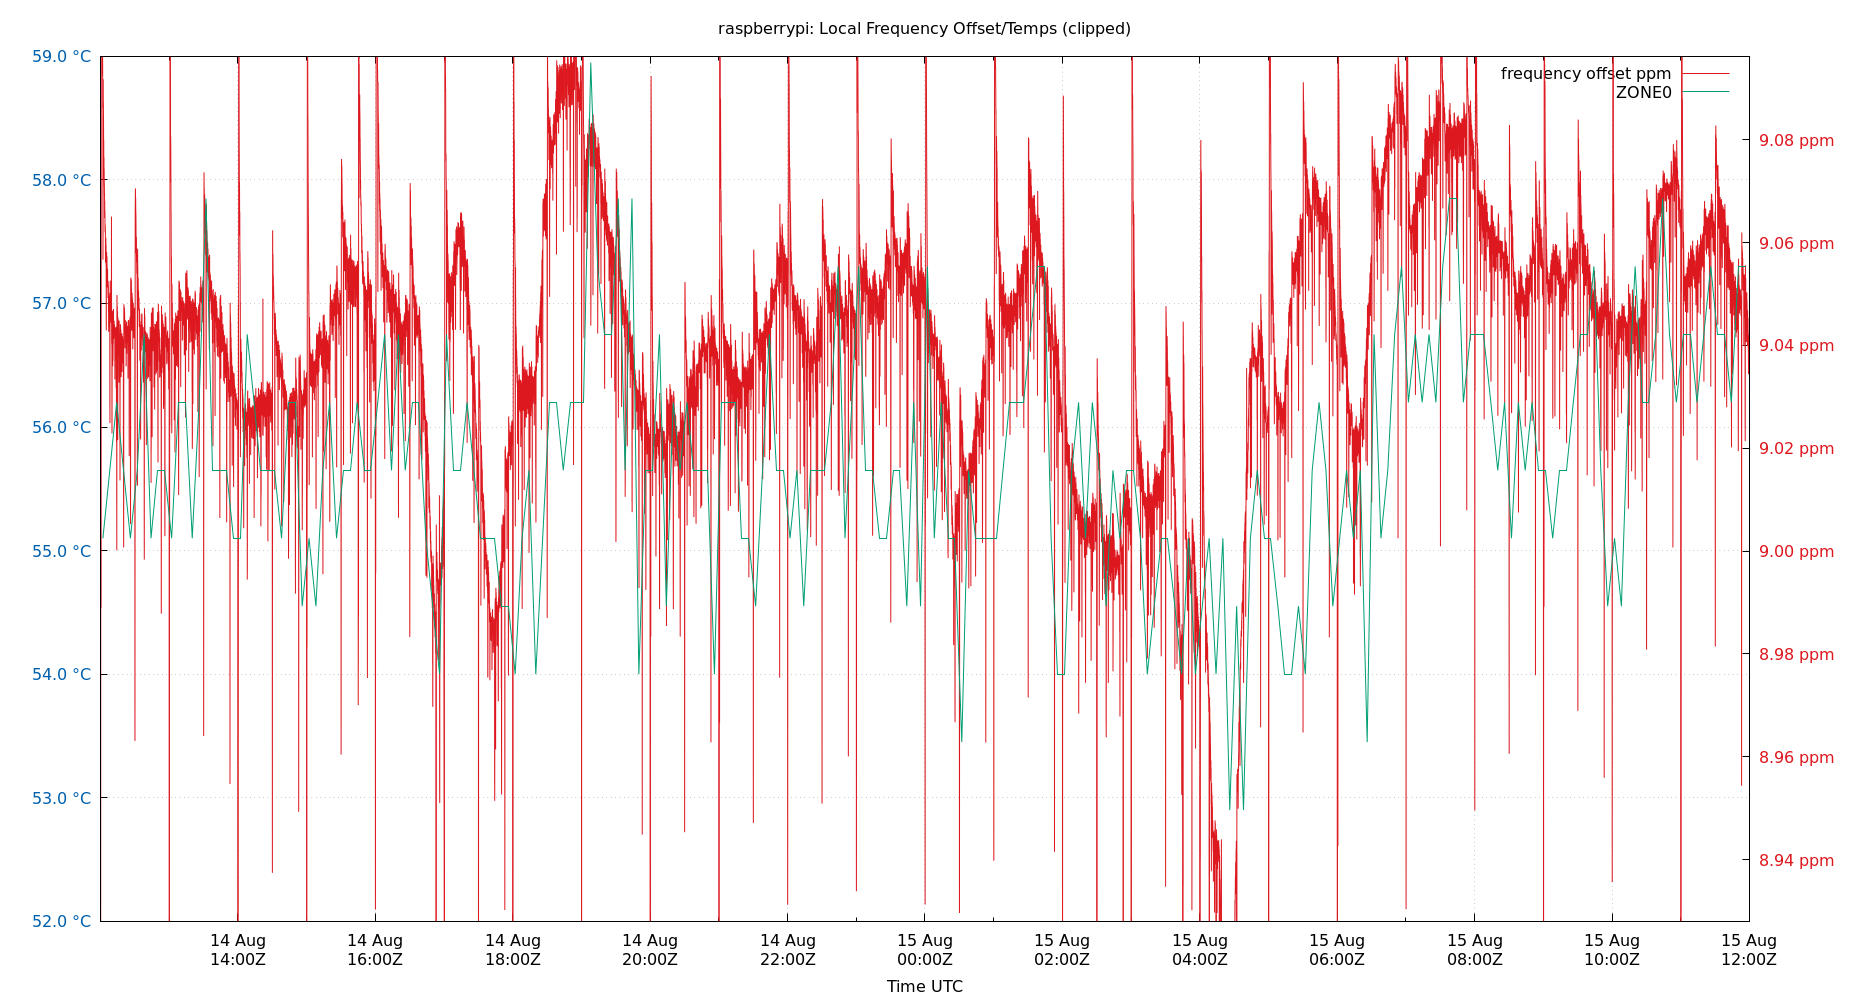 raspberrypi: Local Frequency Offset/Temps (clipped)
59.0 °C
58.0 °C
57.0 °C
56.0 °C
55.0 °C
54.0 °C
53.0 °C
52.0 °C
frequency offset ppm
ZONE0
9.08 ppm
9.06 ppm
9.04 ppm
9.02 ppm
9.00 ppm
8.98 ppm
8.96 ppm
8.94 ppm
14 Aug
14:00Z
14 Aug
16:00Z
14 Aug
18:00Z
14 Aug
20:00Z
14 Aug
22:00Z
15 Aug
00:00Z
15 Aug
02:00Z
15 Aug
04:00Z
15 Aug
06:00Z
15 Aug
08:00Z
15 Aug
10:00Z
15 Aug
12:00Z
Time UTC